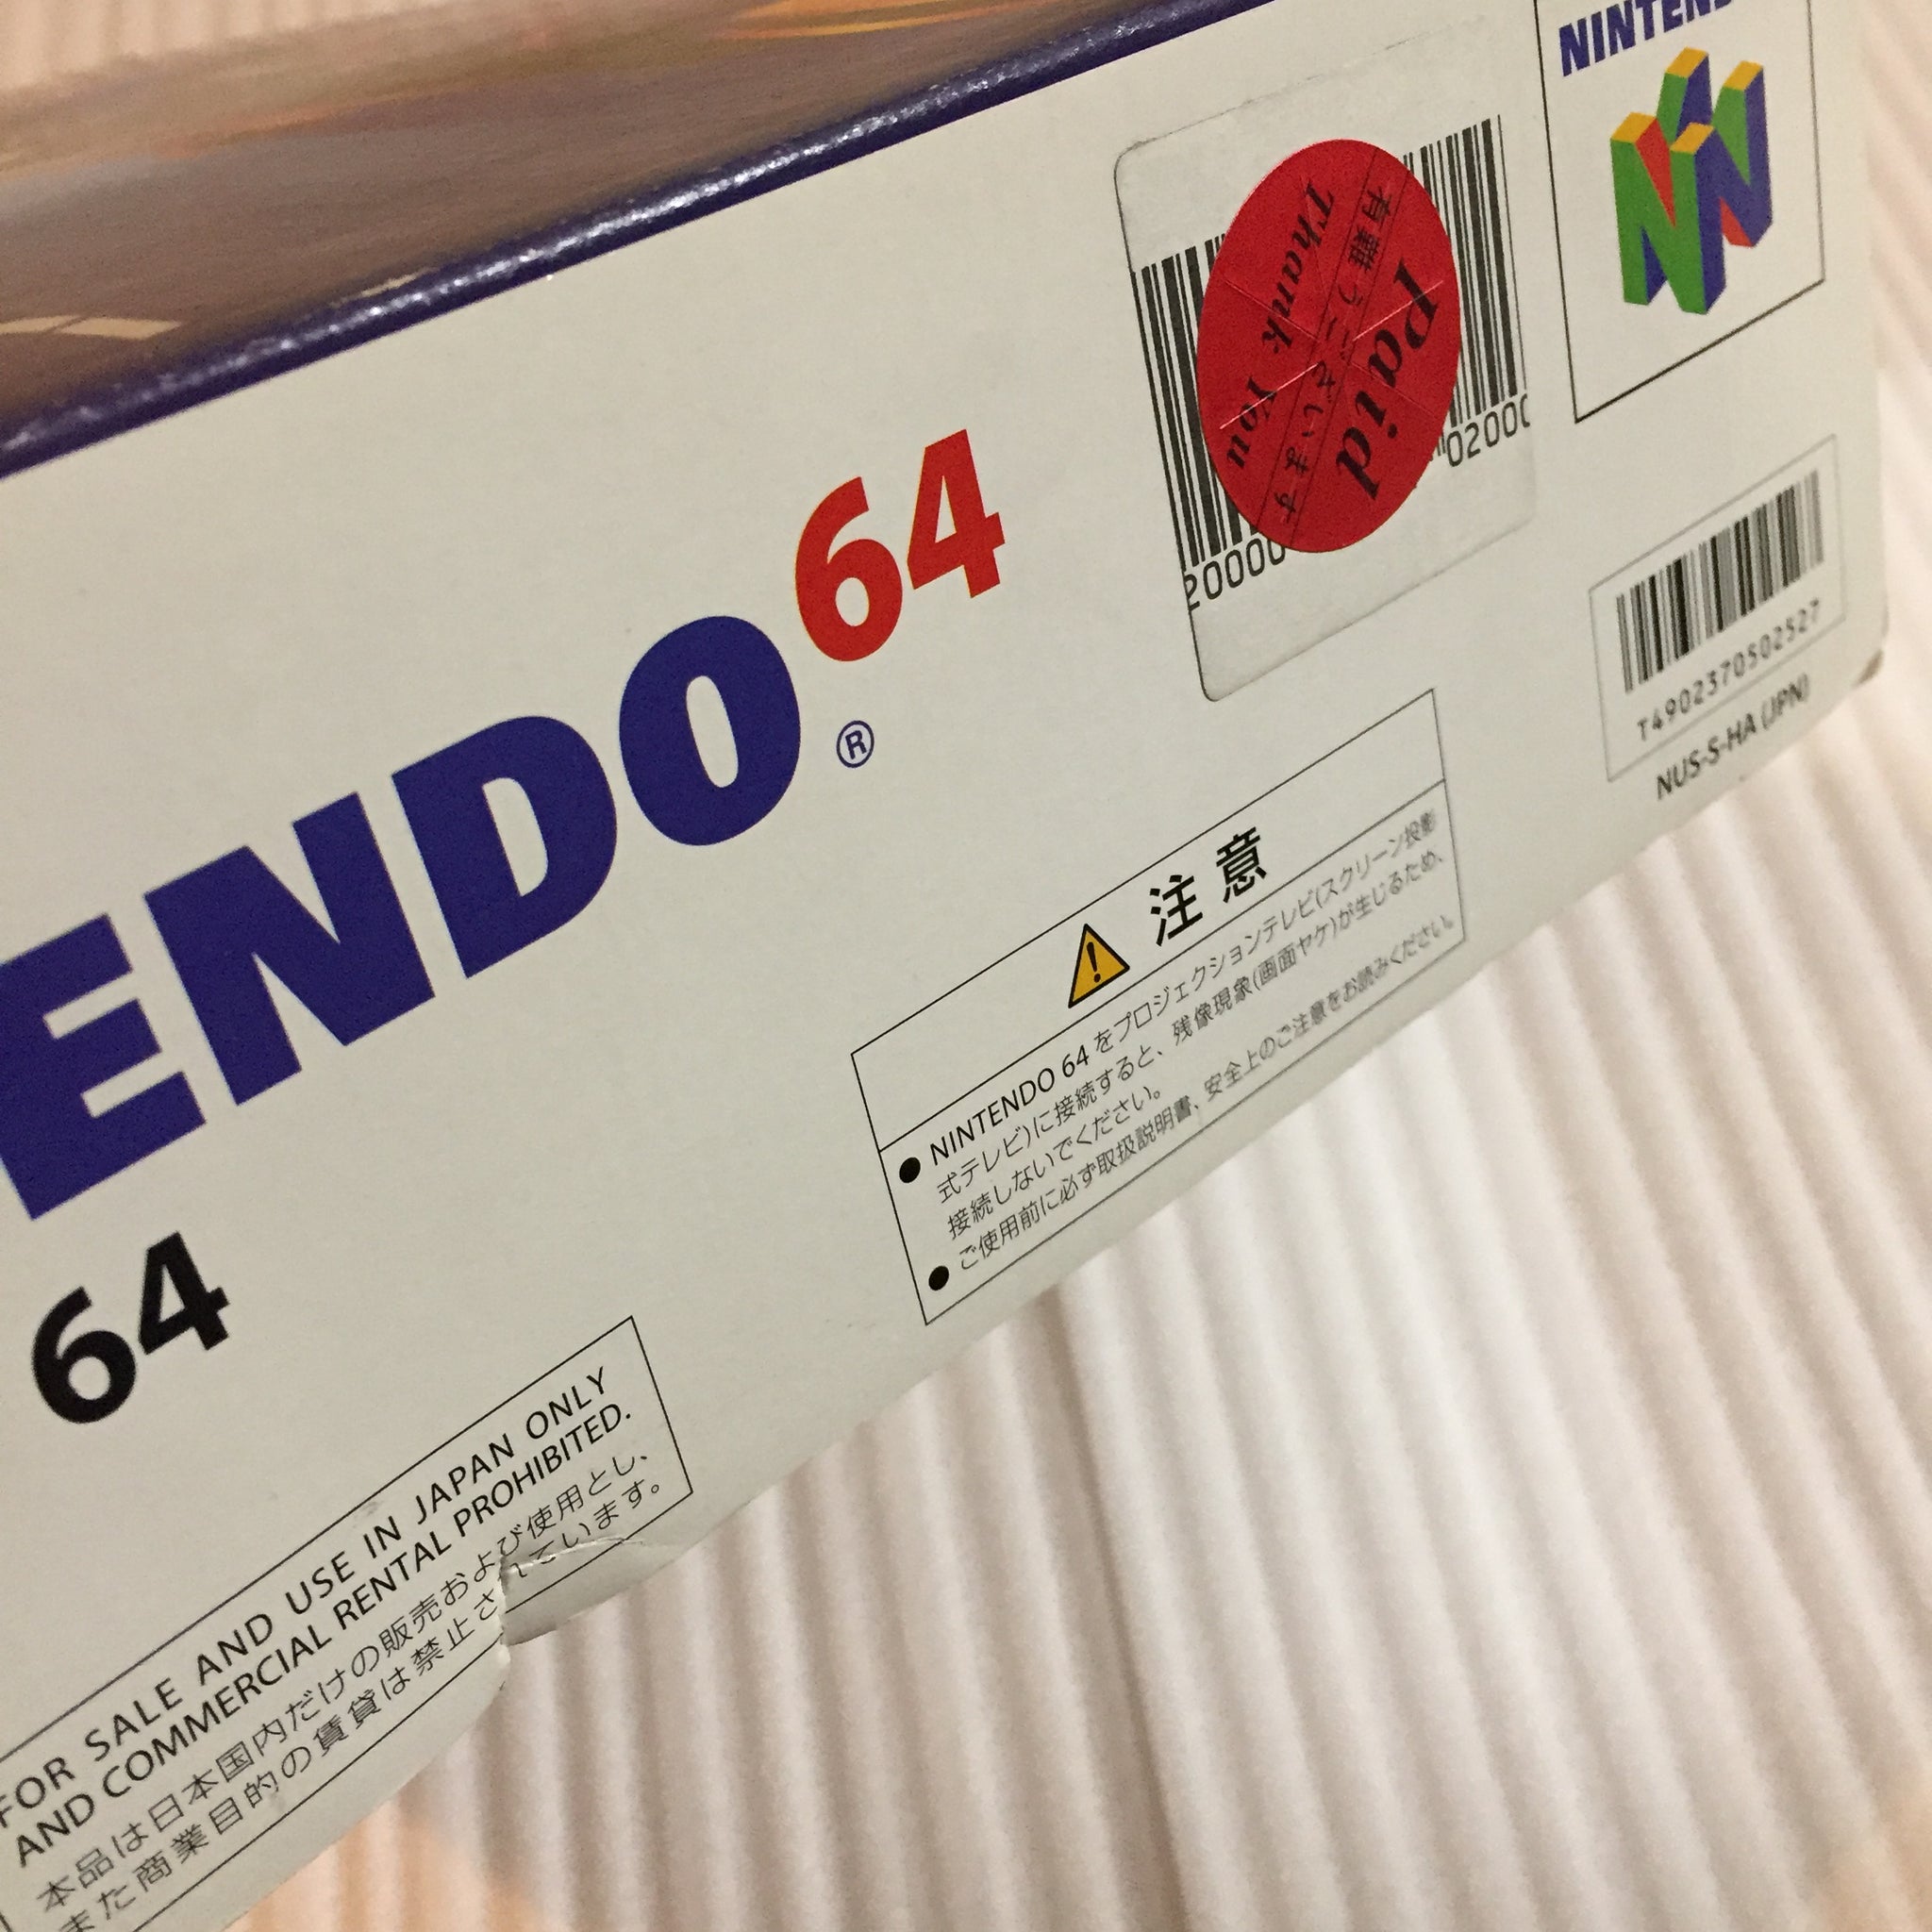 NINTEND
Paid
有難うございます
Thank You
20000
02000
ENDO64
®
T4902370502527
NUS-S-HA (JPN)
注意
● NINTENDO 64 をプロジェクションテレビ(スクリーン投影
式テレビ)に接続すると、残像現象(画面ヤケ)が生じるため、
接続しないでください。
● ご使用前に必ず取扱説明書、安全上のご注意をお読みください。
64
FOR SALE AND USE IN JAPAN ONLY
AND COMMERCIAL RENTAL PROHIBITED.
本品は日本国内だけの販売および使用とし、
また商業目的の賃貸は禁止されています。